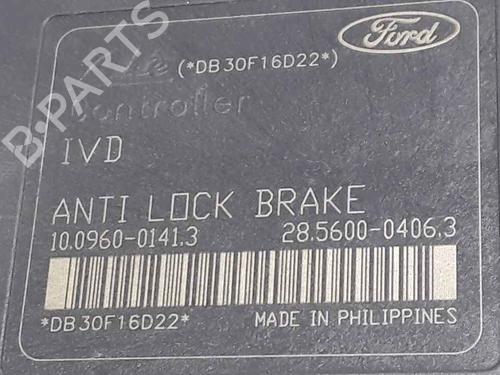 B-PARTS
Ate (*DB30F16D22*) Ford
Controller
IVD
ANTI LOCK BRAKE
10.0960-0141.3 28.5600-0406.3
*DB30F16D22* MADE IN PHILIPPINES